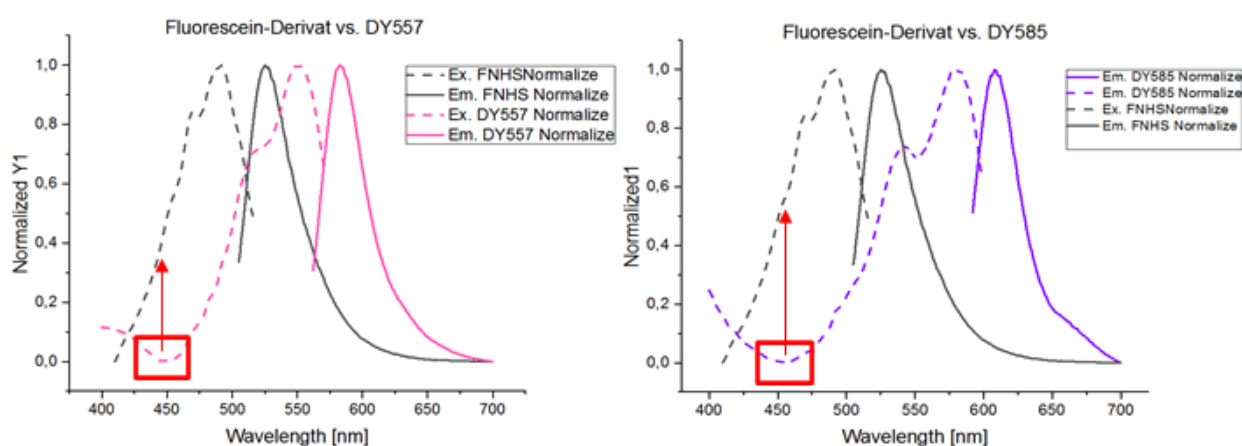 Fluorescein-Derivat vs. DY557
1,0
0,8
0,6
0,4
0,2
0,0
Normalized Y1
Ex. FNHSNormalize
Em. FNHS Normalize
Ex. DY557 Normalize
Em. DY557 Normalize
400 450 500 550 600 650 700
Wavelength [nm]
Fluorescein-Derivat vs. DY585
1,0
0,8
0,6
0,4
0,2
0,0
Normalized1
Em. DY585 Normalize
Em. DY585 Normalize
Ex. FNHSNormalize
Em. FNHS Normalize
400 450 500 550 600 650 700
Wavelength [nm]